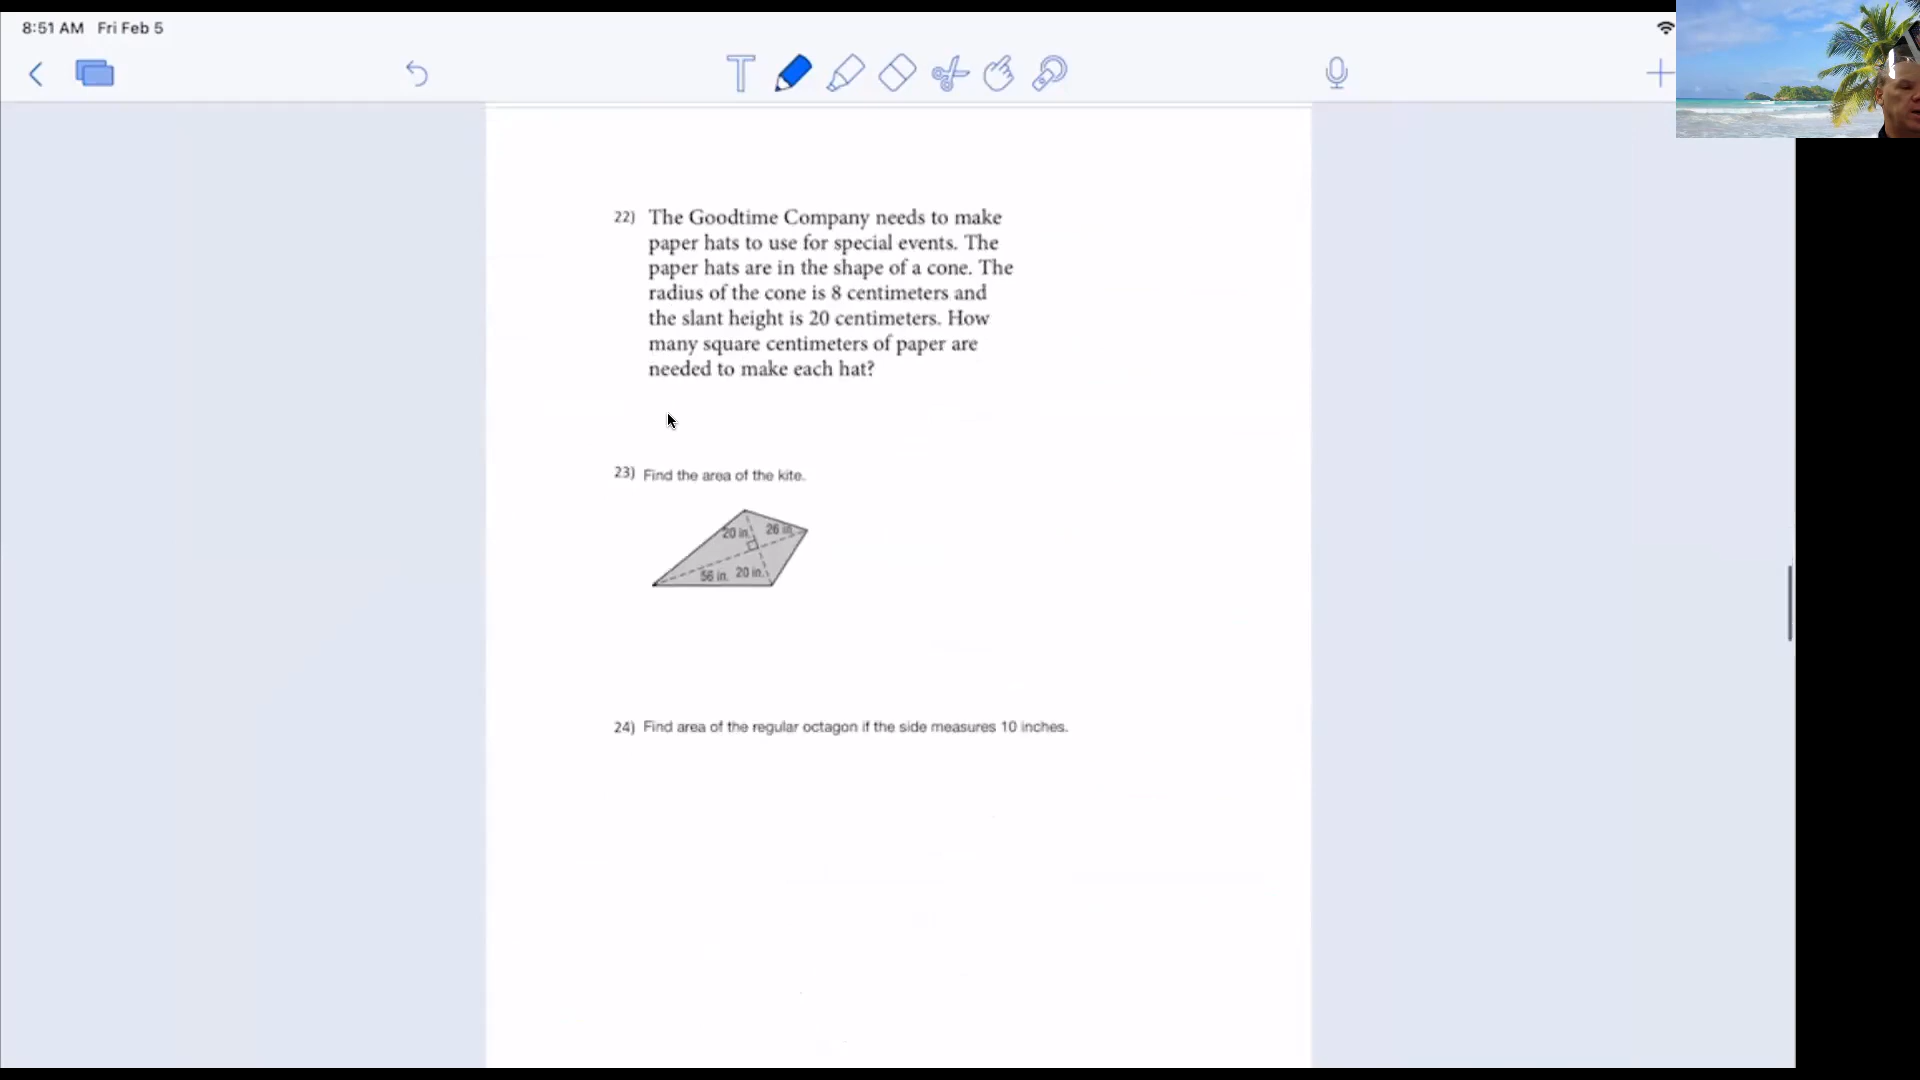 8:51 AM Fri Feb 5
22) The Goodtime Company needs to make
paper hats to use for special events. The
paper hats are in the shape of a cone. The
radius of the cone is 8 centimeters and
the slant height is 20 centimeters. How
many square centimeters of paper are
needed to make each hat?
23) Find the area of the kite.
20 in. 26 in.
56 in. 20 in.
24) Find area of the regular octagon if the side measures 10 inches.